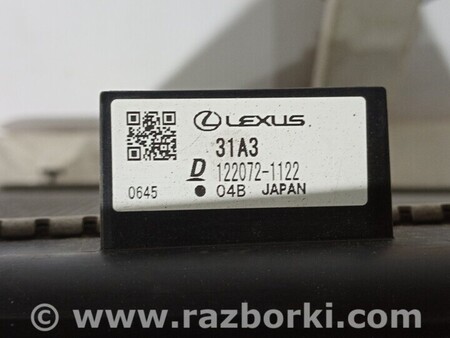 LEXUS
31A3
D 122072-1122
0645 ● 04B JAPAN
© www.razborki.com